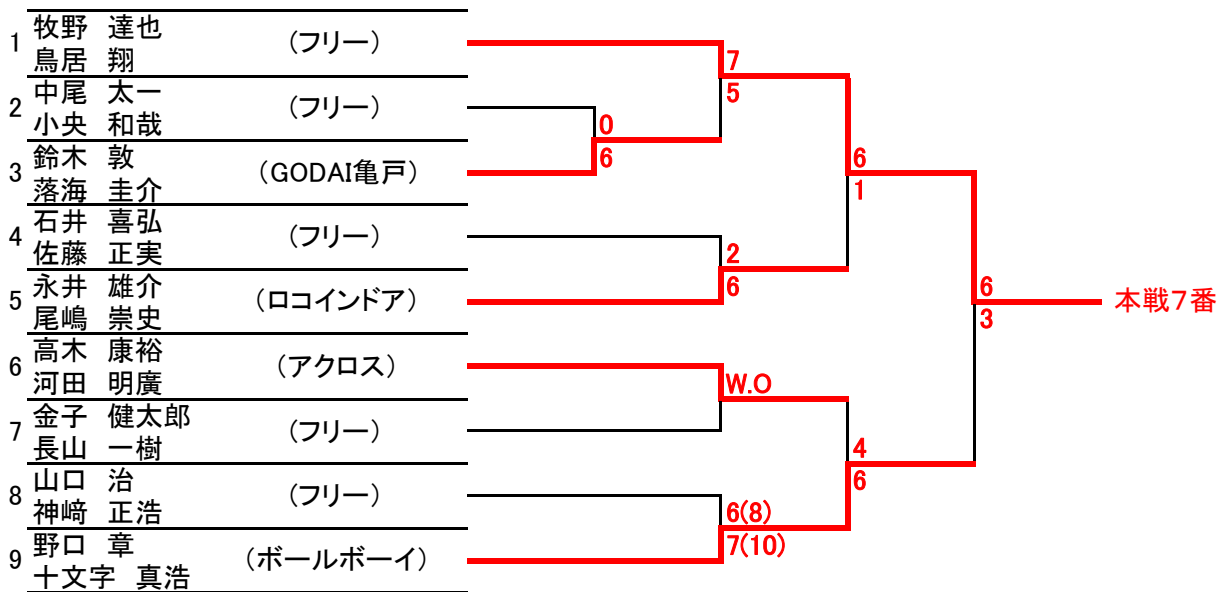 1 牧野 達也 (フリー)
鳥居 翔
2 中尾 太一 (フリー)
小央 和哉
3 鈴木 敦 (GODAI亀戸)
落海 圭介
4 石井 喜弘 (フリー)
佐藤 正実
5 永井 雄介 (ロコインドア)
尾嶋 崇史
6 高木 康裕 (アクロス)
河田 明廣
7 金子 健太郎 (フリー)
長山 一樹
8 山口 治 (フリー)
神﨑 正浩
9 野口 章 (ボールボーイ)
十文字 真浩
0
6
7
5
2
6
W.O
6(8)
7(10)
6
1
4
6
6
3
本戦7番